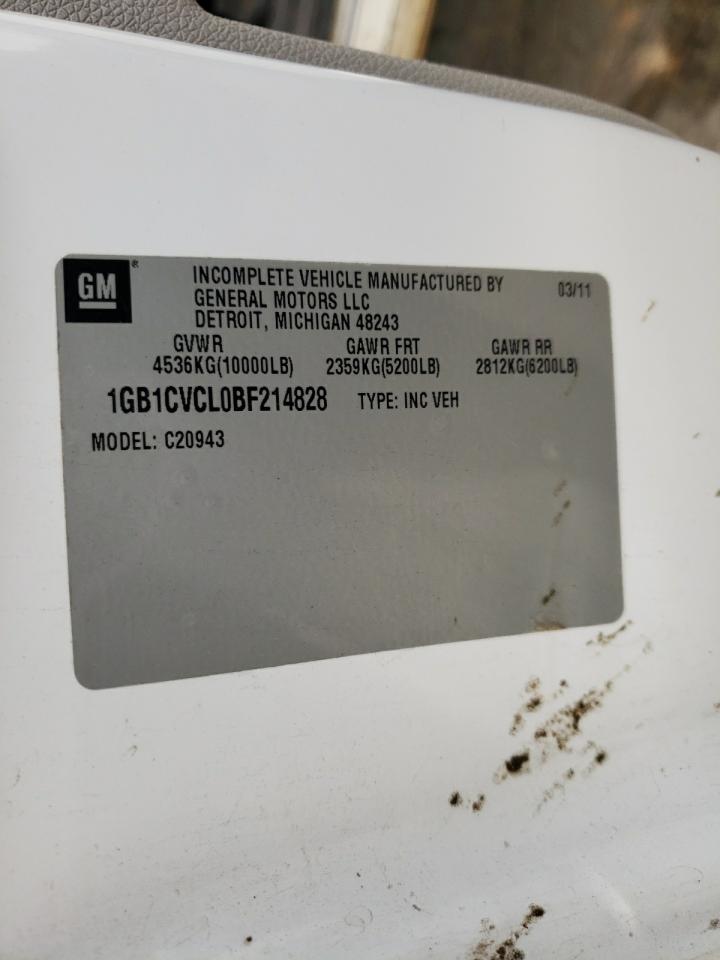 GM® INCOMPLETE VEHICLE MANUFACTURED BY 03/11
GENERAL MOTORS LLC
DETROIT, MICHIGAN 48243
GVWR GAWR FRT GAWR RR
4536KG(10000LB) 2359KG(5200LB) 2812KG(6200LB)
1GB1CVCL0BF214828 TYPE: INC VEH
MODEL: C20943